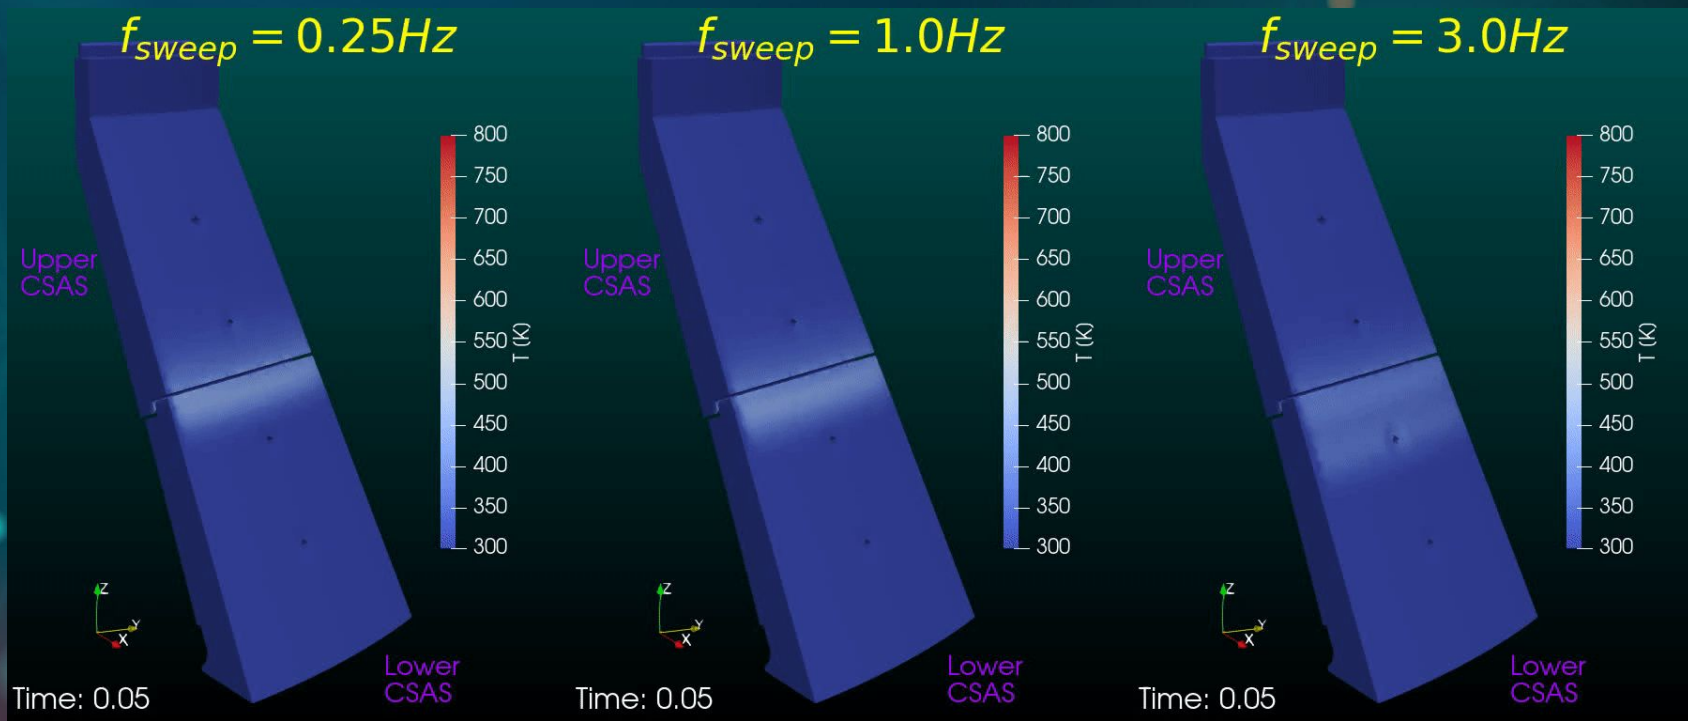 f_sweep = 0.25Hz
800
750
700
650
600
550
500
450
400
350
300
T (K)
Upper
CSAS
Z
Y
X
Lower
CSAS
Time: 0.05
f_sweep = 1.0Hz
800
750
700
650
600
550
500
450
400
350
300
T (K)
Upper
CSAS
Z
Y
X
Lower
CSAS
Time: 0.05
f_sweep = 3.0Hz
800
750
700
650
600
550
500
450
400
350
300
T (K)
Upper
CSAS
Z
Y
X
Lower
CSAS
Time: 0.05